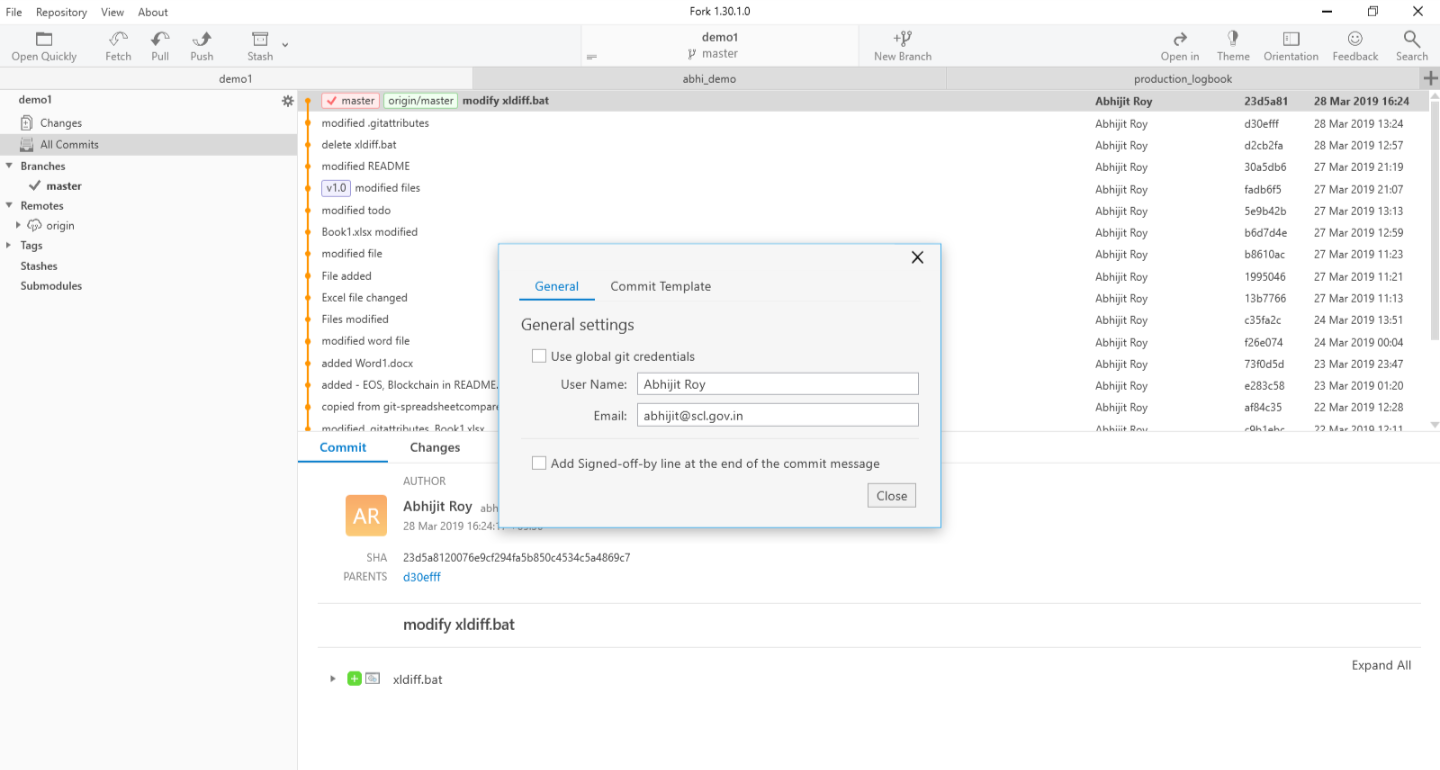 File Repository View About Fork 1.30.1.0
Open Quickly Fetch Pull Push Stash demo1 master New Branch Open in Theme Orientation Feedback Search
demo1 abhi_demo production_logbook
demo1
Changes
All Commits
Branches
master
Remotes
origin
Tags
Stashes
Submodules
master origin/master modify xldiff.bat Abhijit Roy 23d5a81 28 Mar 2019 16:24
modified .gitattributes Abhijit Roy d30efff 28 Mar 2019 13:24
delete xldiff.bat Abhijit Roy d2cb2fa 28 Mar 2019 12:57
modified README Abhijit Roy 30a5db6 27 Mar 2019 21:19
v1.0 modified files Abhijit Roy fadb6f5 27 Mar 2019 21:07
modified todo Abhijit Roy 5e9b42b 27 Mar 2019 13:13
Book1.xlsx modified Abhijit Roy b6d7d4e 27 Mar 2019 12:59
modified file Abhijit Roy b8610ac 27 Mar 2019 11:23
File added Abhijit Roy 1995046 27 Mar 2019 11:21
Excel file changed Abhijit Roy 13b7766 27 Mar 2019 11:13
Files modified Abhijit Roy c35fa2c 24 Mar 2019 13:51
modified word file Abhijit Roy f26e074 24 Mar 2019 00:04
added Word1.docx Abhijit Roy 73f0d5d 23 Mar 2019 23:47
added - EOS, Blockchain in README. Abhijit Roy e283c58 23 Mar 2019 01:20
copied from git-spreadsheetcompare Abhijit Roy af84c35 22 Mar 2019 12:28
modified .gitattributes, Book1.xlsx Abhijit Roy c9b1ebc 22 Mar 2019 12:11
General Commit Template
General settings
Use global git credentials
User Name: Abhijit Roy
Email: abhijit@scl.gov.in
Add Signed-off-by line at the end of the commit message
Close
Commit Changes
AUTHOR
AR
Abhijit Roy abh
28 Mar 2019 16:24:
SHA 23d5a8120076e9cf294fa5b850c4534c5a4869c7
PARENTS d30efff
modify xldiff.bat
Expand All
xldiff.bat